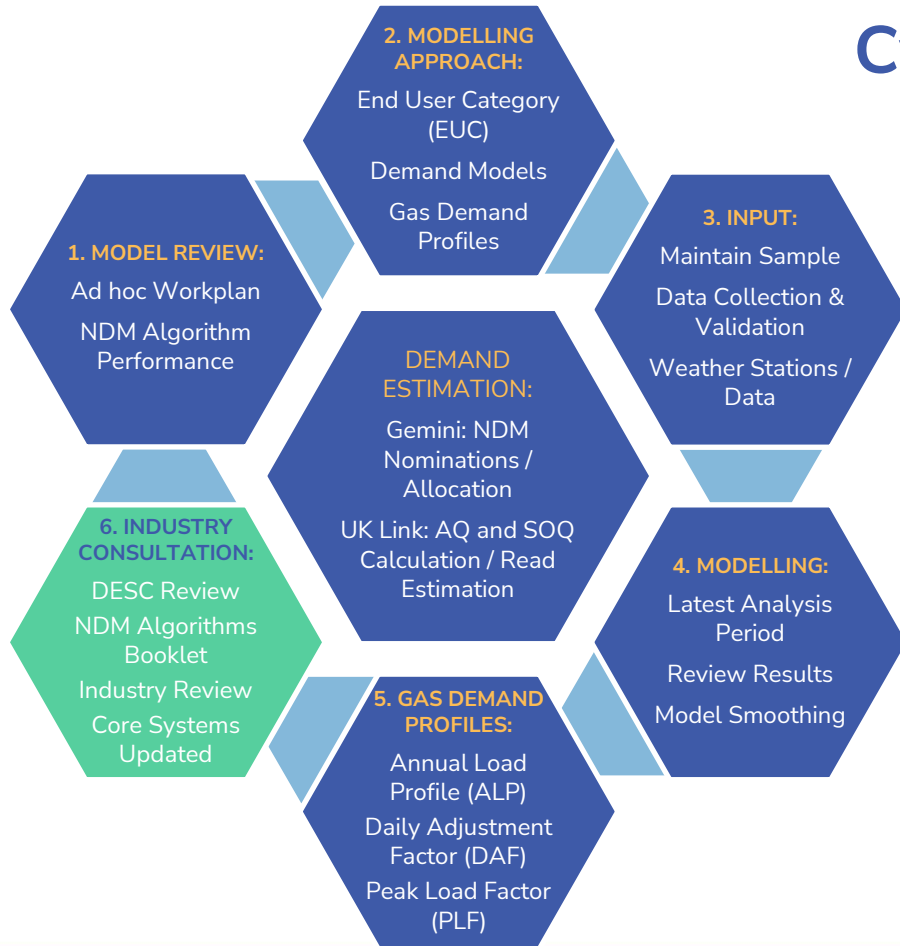 2. MODELLING
APPROACH:
End User Category
(EUC)
Demand Models
Gas Demand
Profiles
1. MODEL REVIEW:
Ad hoc Workplan
NDM Algorithm
Performance
3. INPUT:
Maintain Sample
Data Collection &
Validation
Weather Stations /
Data
DEMAND
ESTIMATION:
Gemini: NDM
Nominations /
Allocation
UK Link: AQ and SOQ
Calculation / Read
Estimation
6. INDUSTRY
CONSULTATION:
DESC Review
NDM Algorithms
Booklet
Industry Review
Core Systems
Updated
4. MODELLING:
Latest Analysis
Period
Review Results
Model Smoothing
5. GAS DEMAND
PROFILES:
Annual Load
Profile (ALP)
Daily Adjustment
Factor (DAF)
Peak Load Factor
(PLF)